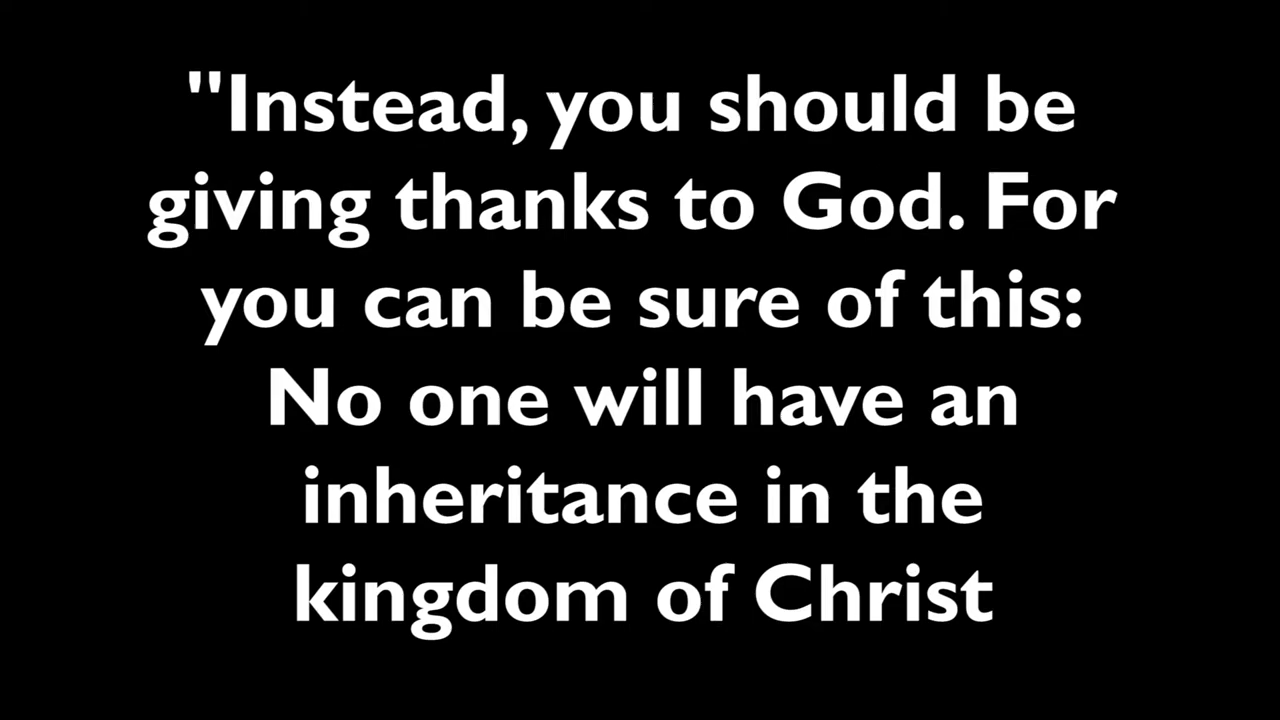 "Instead, you should be
giving thanks to God. For
you can be sure of this:
No one will have an
inheritance in the
kingdom of Christ